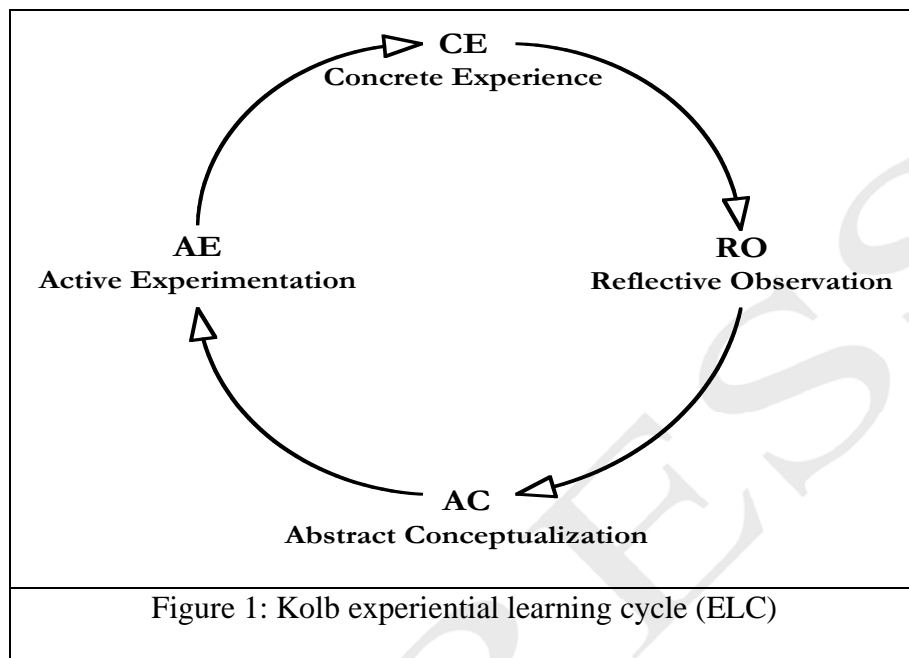 CE
Concrete Experience
AE
Active Experimentation
RO
Reflective Observation
AC
Abstract Conceptualization
Figure 1: Kolb experiential learning cycle (ELC)